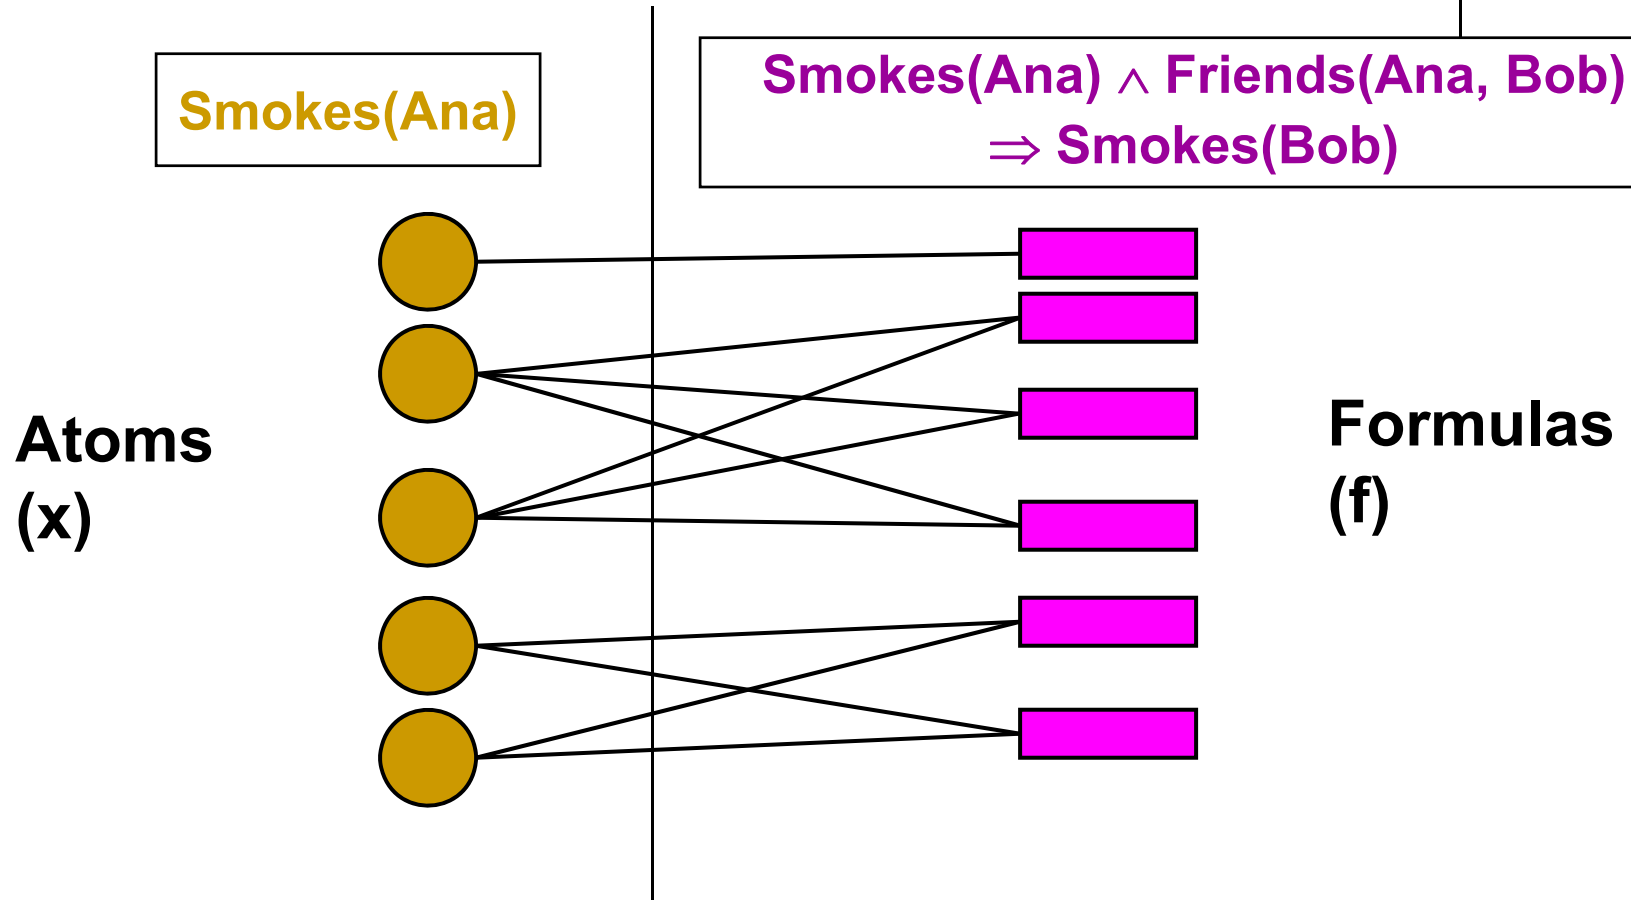 Smokes(Ana)
Smokes(Ana) ∧ Friends(Ana, Bob)
⇒ Smokes(Bob)
Atoms
(x)
Formulas
(f)